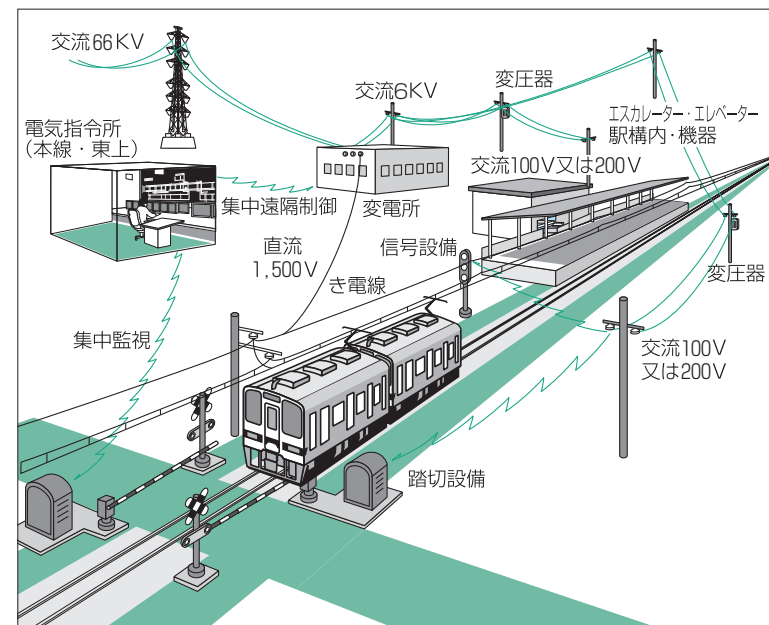 交流66KV
交流6KV
変圧器
エスカレーター・エレベーター
駅構内・機器
電気指令所
(本線・東上)
交流100V又は200V
集中遠隔制御
変電所
直流
1,500V
き電線
信号設備
変圧器
集中監視
交流100V
又は200V
踏切設備